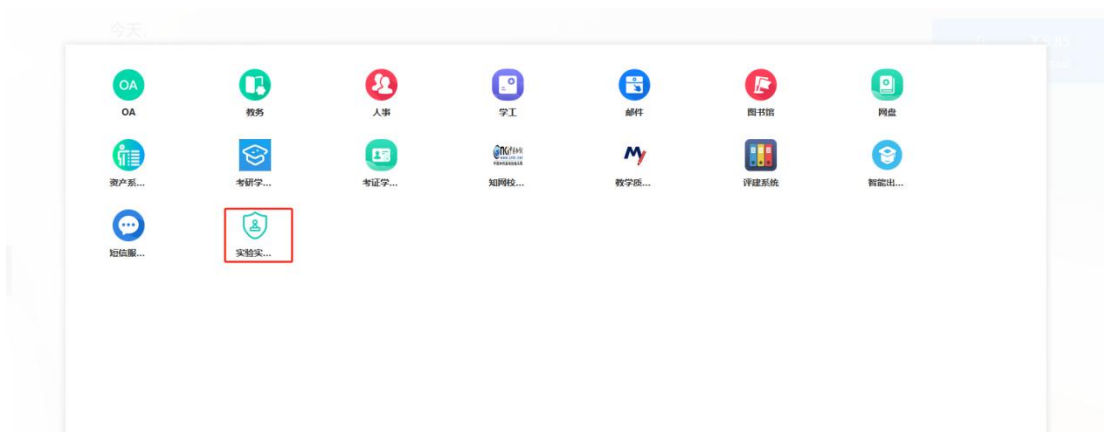 今天,
OA
OA
教务
人事
学工
邮件
图书馆
网盘
资产系...
考研学...
考证学...
知网校...
教学质...
评建系统
智能出...
短信服...
实验实...